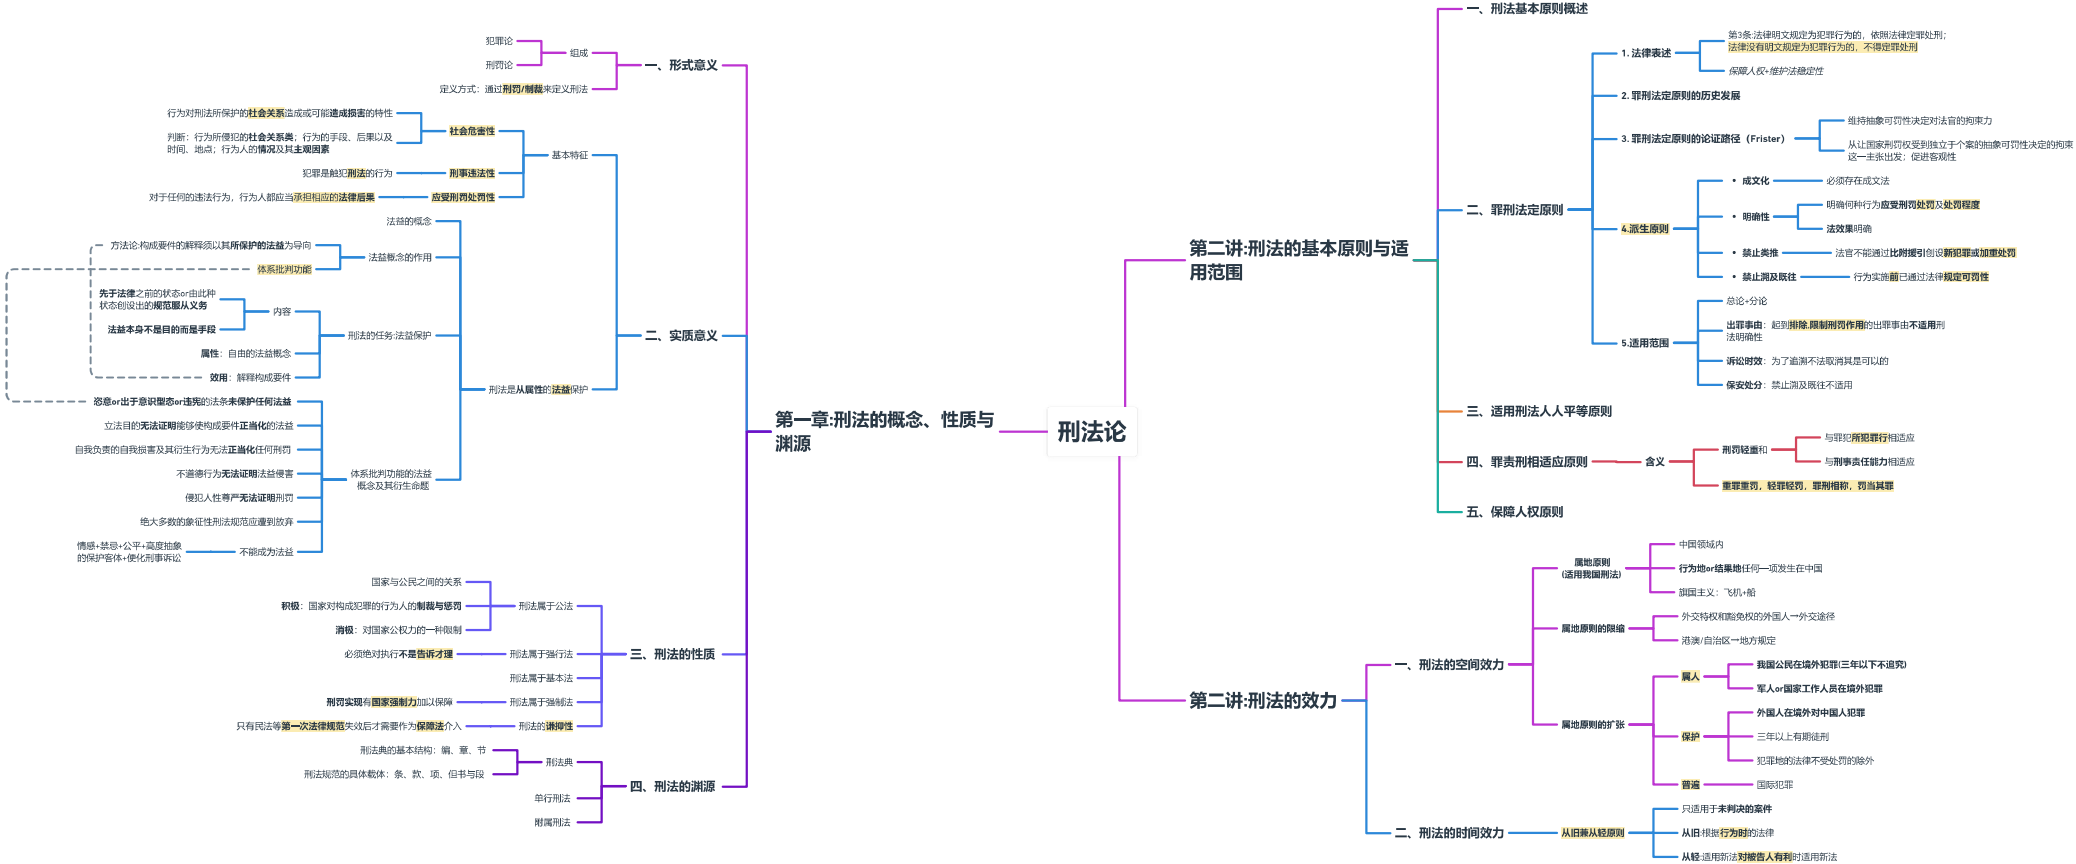 刑法论
第一章:刑法的概念、性质与
渊源
一、形式意义
组成
犯罪论
刑罚论
定义方式：通过刑罚/制裁来定义刑法
二、实质意义
基本特征
社会危害性
行为对刑法所保护的社会关系造成或可能造成损害的特性
判断：行为所侵犯的社会关系类；行为的手段、后果以及
时间、地点；行为人的情况及其主观因素
刑事违法性
犯罪是触犯刑法的行为
应受刑罚处罚性
对于任何的违法行为，行为人都应当承担相应的法律后果
刑法是从属性的法益保护
法益的概念
法益概念的作用
方法论:构成要件的解释须以其所保护的法益为导向
体系批判功能
刑法的任务:法益保护
内容
先于法律之前的状态or由此种
状态创设出的规范服从义务
法益本身不是目的而是手段
属性：自由的法益概念
效用：解释构成要件
体系批判功能的法益
概念及其衍生命题
恣意or出于意识型态or违宪的法条未保护任何法益
立法目的无法证明能够使构成要件正当化的法益
自我负责的自我损害及其衍生行为无法正当化任何刑罚
不道德行为无法证明法益侵害
侵犯人性尊严无法证明刑罚
绝大多数的象征性刑法规范应遭到放弃
不能成为法益
情感+禁忌+公平+高度抽象
的保护客体+便化刑事诉讼
三、刑法的性质
刑法属于公法
国家与公民之间的关系
积极：国家对构成犯罪的行为人的制裁与惩罚
消极：对国家公权力的一种限制
刑法属于强行法
必须绝对执行不是告诉才理
刑法属于基本法
刑法属于强制法
刑罚实现有国家强制力加以保障
刑法的谦抑性
只有民法等第一次法律规范失效后才需要作为保障法介入
四、刑法的渊源
刑法典
刑法典的基本结构：编、章、节
刑法规范的具体载体：条、款、项、但书与段
单行刑法
附属刑法
第二讲:刑法的基本原则与适
用范围
一、刑法基本原则概述
二、罪刑法定原则
1. 法律表述
第3条:法律明文规定为犯罪行为的，依照法律定罪处刑；
法律没有明文规定为犯罪行为的，不得定罪处刑
保障人权+维护法稳定性
2. 罪刑法定原则的历史发展
3. 罪刑法定原则的论证路径（Frister）
维持抽象可罚性决定对法官的拘束力
从让国家刑罚权受到独立于个案的抽象可罚性决定的拘束
这一主张出发；促进客观性
4.派生原则
• 成文化
必须存在成文法
• 明确性
明确何种行为应受刑罚处罚及处罚程度
法效果明确
• 禁止类推
法官不能通过比附援引创设新犯罪或加重处罚
• 禁止溯及既往
行为实施前已通过法律规定可罚性
5.适用范围
总论+分论
出罪事由：起到排除,限制刑罚作用的出罪事由不适用刑
法明确性
诉讼时效：为了追溯不法取消其是可以的
保安处分：禁止溯及既往不适用
三、适用刑法人人平等原则
四、罪责刑相适应原则
含义
刑罚轻重和
与罪犯所犯罪行相适应
与刑事责任能力相适应
重罪重罚，轻罪轻罚，罪刑相称，罚当其罪
五、保障人权原则
第二讲:刑法的效力
一、刑法的空间效力
属地原则
(适用我国刑法)
中国领域内
行为地or结果地任何一项发生在中国
旗国主义：飞机+船
属地原则的限缩
外交特权和豁免权的外国人→外交途径
港澳/自治区→地方规定
属地原则的扩张
属人
我国公民在境外犯罪(三年以下不追究)
军人or国家工作人员在境外犯罪
保护
外国人在境外对中国人犯罪
三年以上有期徒刑
犯罪地的法律不受处罚的除外
普遍
国际犯罪
二、刑法的时间效力
从旧兼从轻原则
只适用于未判决的案件
从旧:根据行为时的法律
从轻:适用新法对被告人有利时适用新法